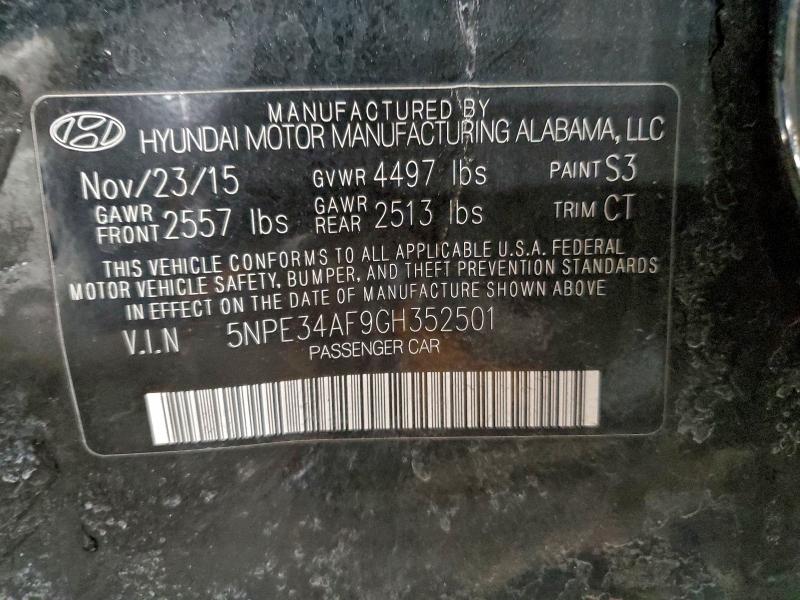 MANUFACTURED BY
HYUNDAI MOTOR MANUFACTURING ALABAMA, LLC
Nov/23/15 GVWR 4497 lbs PAINT S3
GAWR FRONT 2557 lbs GAWR REAR 2513 lbs TRIM CT
THIS VEHICLE CONFORMS TO ALL APPLICABLE U.S.A. FEDERAL
MOTOR VEHICLE SAFETY, BUMPER, AND THEFT PREVENTION STANDARDS
IN EFFECT ON THE DATE OF MANUFACTURE SHOWN ABOVE
V.I.N 5NPE34AF9GH352501
PASSENGER CAR